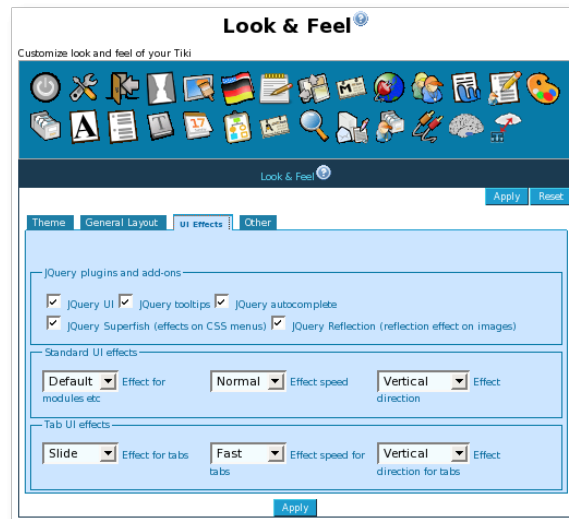 Look & Feel
Customize look and feel of your Tiki
Look & Feel
Apply Reset
Theme General Layout UI Effects Other
JQuery plugins and add-ons
JQuery UI JQuery tooltips JQuery autocomplete
JQuery Superfish (effects on CSS menus) JQuery Reflection (reflection effect on images)
Standard UI effects
Default Effect for modules etc
Normal Effect speed
Vertical Effect direction
Tab UI effects
Slide Effect for tabs
Fast Effect speed for tabs
Vertical Effect direction for tabs
Apply